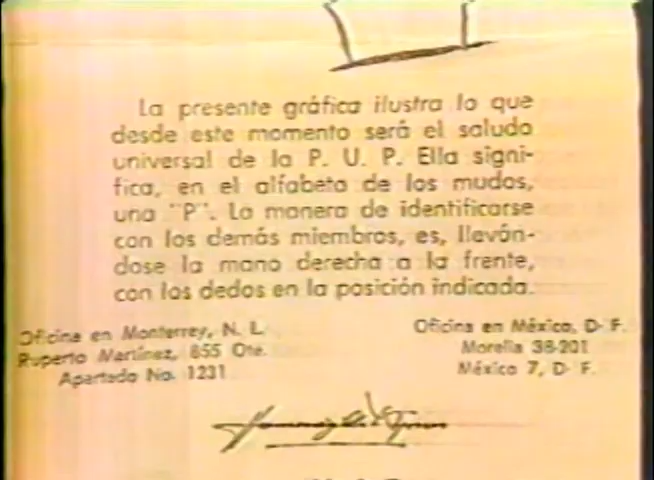 La presente gráfica ilustra lo que
desde este momento será el saludo
universal de la P. U. P. Ella signi-
fica, en el alfabeto de los mudos,
una "P". La manera de identificarse
con los demás miembros, es, lleván-
dose la mano derecha a la frente,
con los dedos en la posición indicada.
Oficina en Monterrey, N. L.
Ruperto Martínez, 855 Ote.
Apartado No. 1231
Oficina en México, D. F.
Morelia 38-201
México 7, D. F.